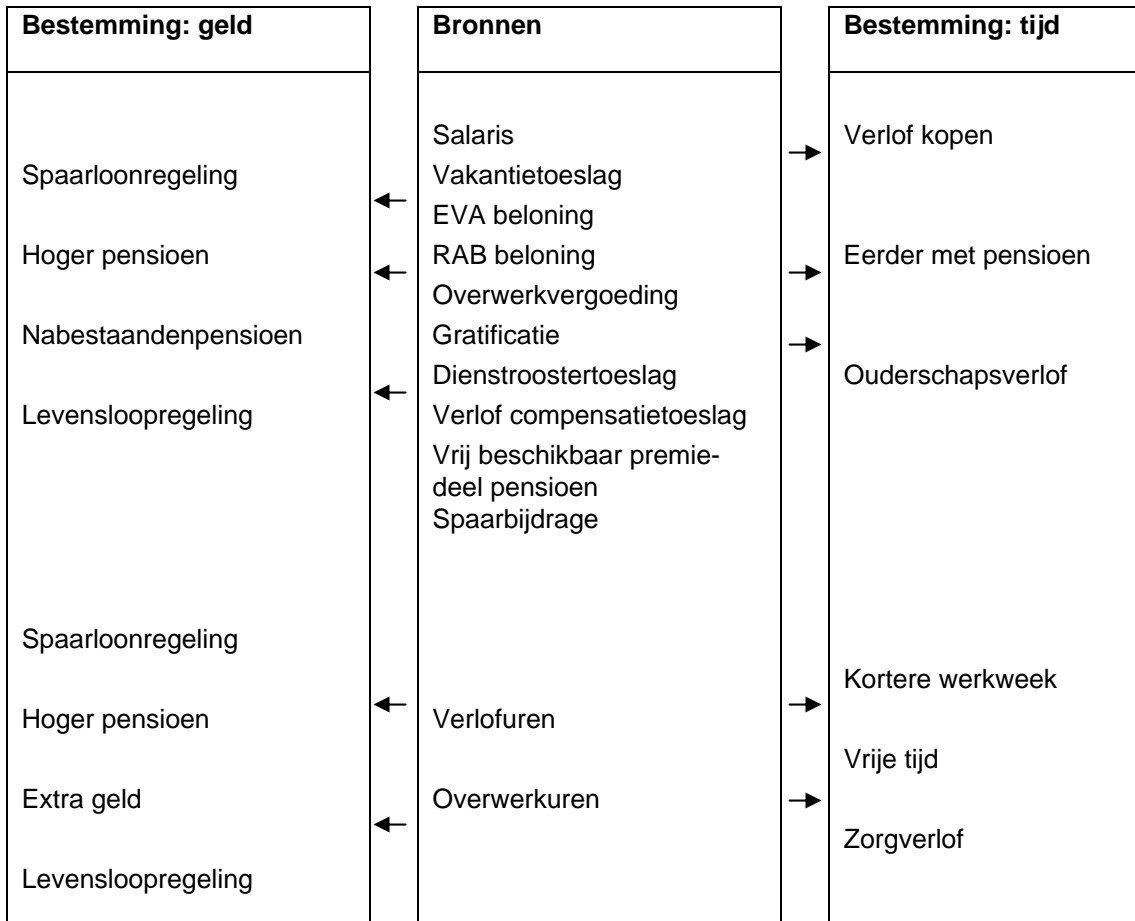 Bestemming: geld
Spaarloonregeling
Hoger pensioen
Nabestaandenpensioen
Levensloopregeling
Spaarloonregeling
Hoger pensioen
Extra geld
Levensloopregeling
Bronnen
Salaris
Vakantietoeslag
EVA beloning
RAB beloning
Overwerkvergoeding
Gratificatie
Dienstroostertoeslag
Verlof compensatietoeslag
Vrij beschikbaar premie-
deel pensioen
Spaarbijdrage
Verlofuren
Overwerkuren
Bestemming: tijd
Verlof kopen
Eerder met pensioen
Ouderschapsverlof
Kortere werkweek
Vrije tijd
Zorgverlof